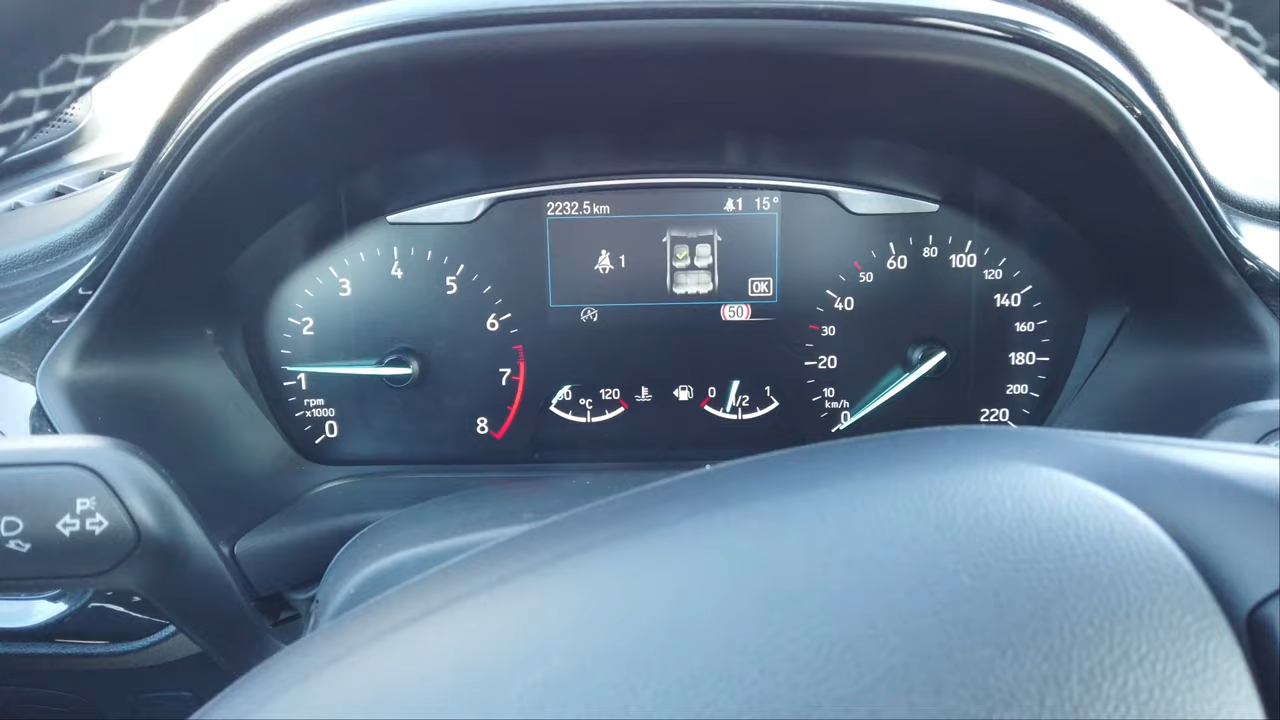 2232.5 km 1 15°
1
OK
50
0 1 2 3 4 5 6 7 8
rpm
x1000
120
°C
0 1/2 1
0 10 20 30 40 50 60 80 100 120 140 160 180 200 220
km/h
P